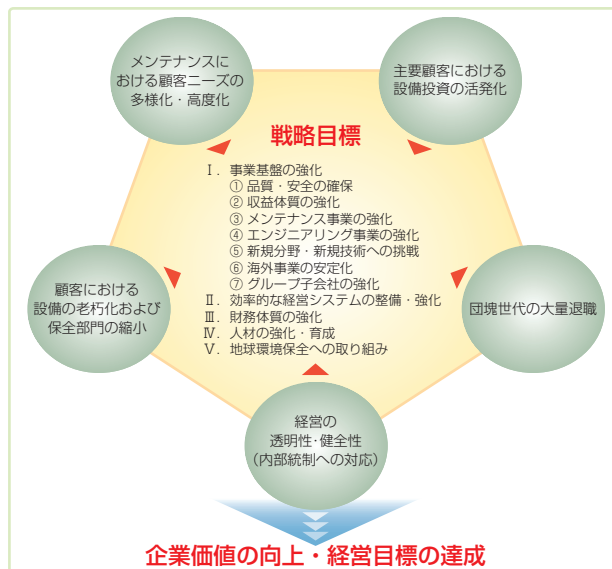 メンテナンスに
おける顧客ニーズの
多様化・高度化
主要顧客における
設備投資の活発化
戦略目標
Ⅰ．事業基盤の強化
① 品質・安全の確保
② 収益体質の強化
③ メンテナンス事業の強化
④ エンジニアリング事業の強化
⑤ 新規分野・新規技術への挑戦
⑥ 海外事業の安定化
⑦ グループ子会社の強化
Ⅱ．効率的な経営システムの整備・強化
Ⅲ．財務体質の強化
Ⅳ．人材の強化・育成
Ⅴ．地球環境保全への取り組み
顧客における
設備の老朽化および
保全部門の縮小
団塊世代の大量退職
経営の
透明性・健全性
（内部統制への対応）
企業価値の向上・経営目標の達成